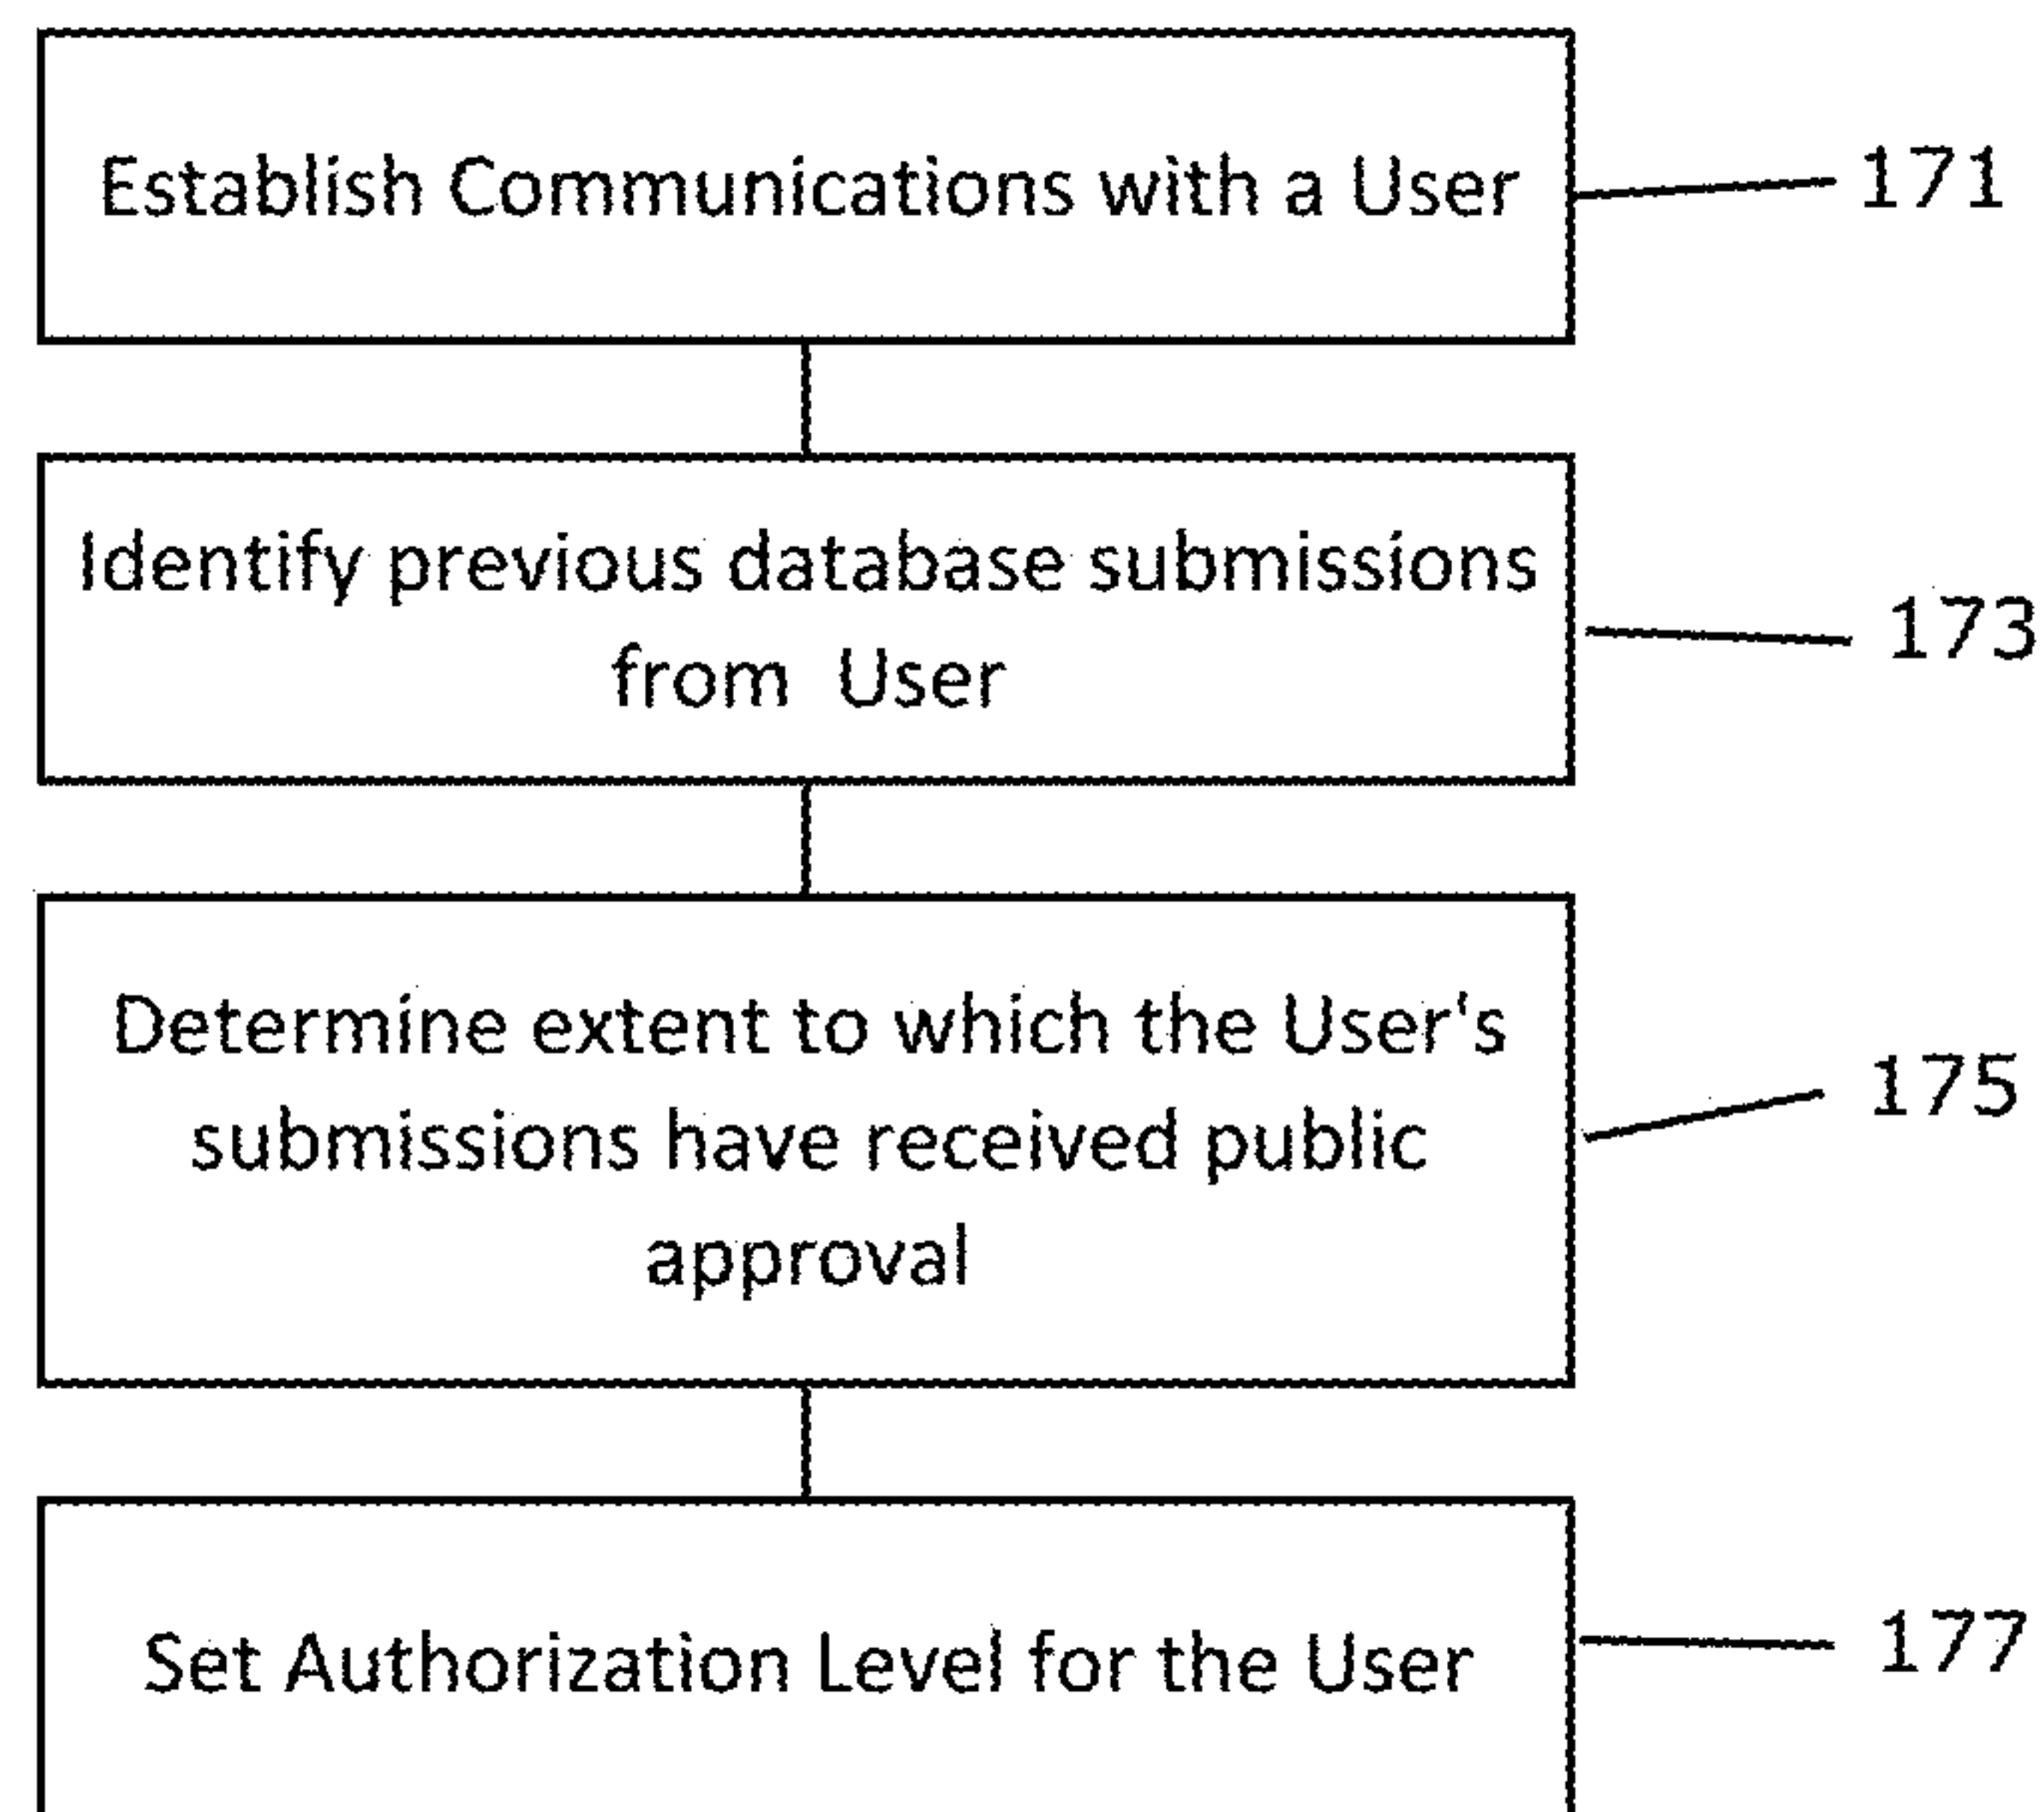 Establish Communications with a User
171
Identify previous database submissions
from User
173
Determine extent to which the User's
submissions have received public
approval
175
Set Authorization Level for the User
177